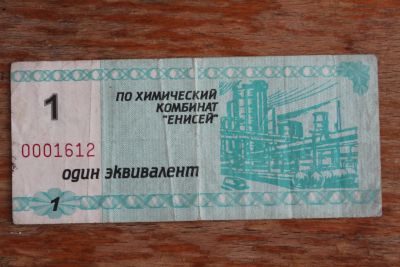 1
ПО ХИМИЧЕСКИЙ
КОМБИНАТ
"ЕНИСЕЙ"
0001612
ОДИН ЭКВИВАЛЕНТ
1